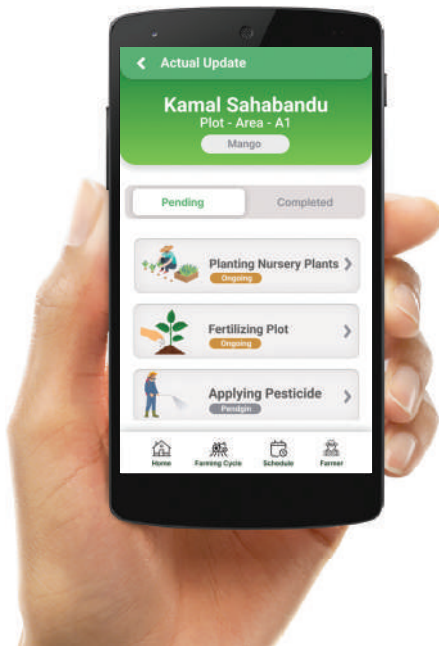 Actual Update
Kamal Sahabandu
Plot - Area - A1
Mango
Pending Completed
Planting Nursery Plants
Ongoing
Fertilizing Plot
Ongoing
Applying Pesticide
Pendgin
Home Farming Cycle Schedule Farmer